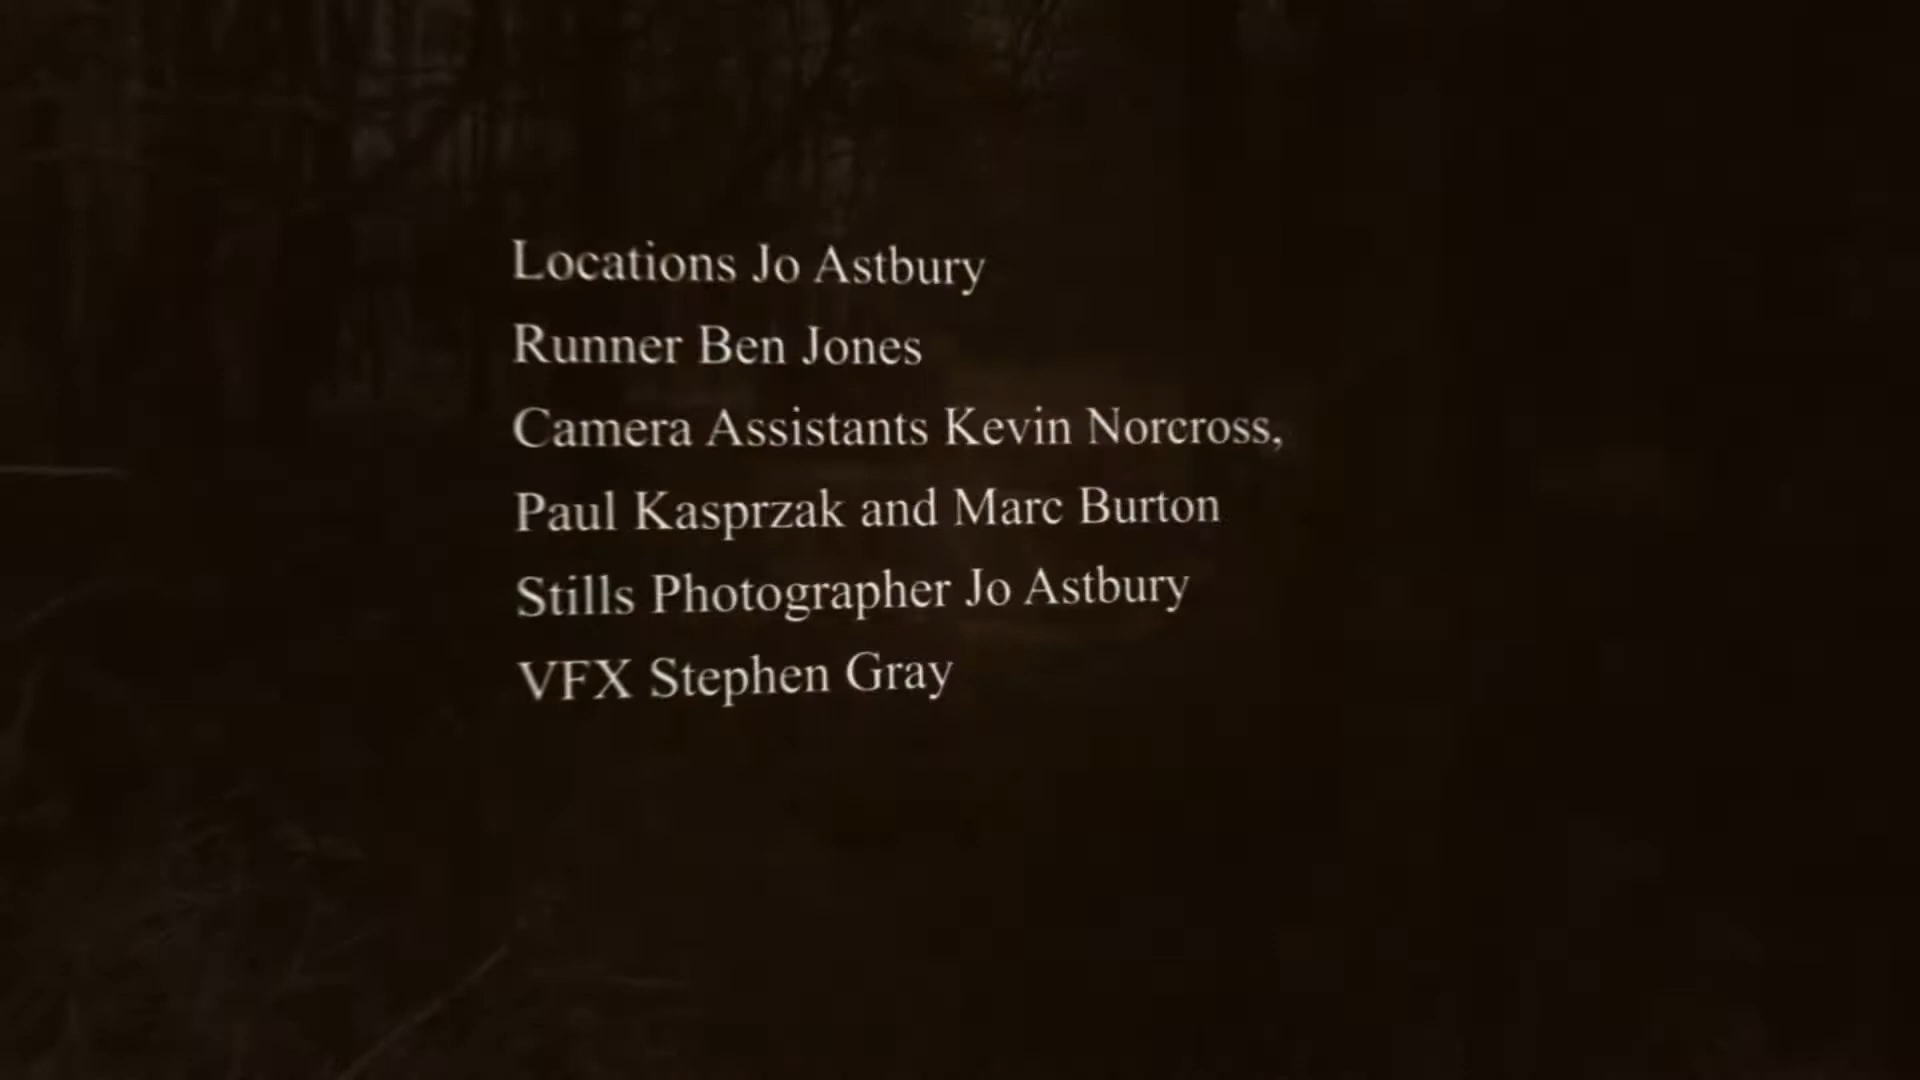 Locations Jo Astbury
Runner Ben Jones
Camera Assistants Kevin Norcross,
Paul Kasprzak and Marc Burton
Stills Photographer Jo Astbury
VFX Stephen Gray